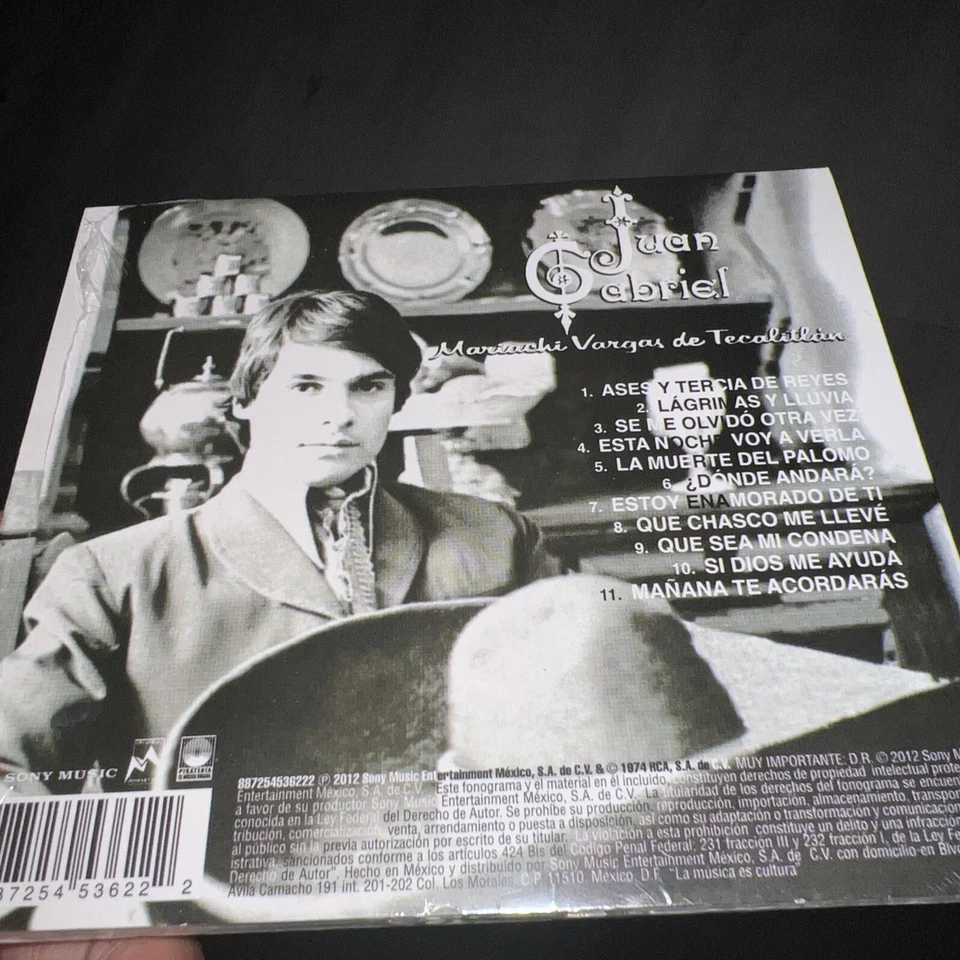 Juan
Gabriel
Mariachi Vargas de Tecalitlán
1. ASES Y TERCIA DE REYES
2. LÁGRIMAS Y LLUVIA
3. SE ME OLVIDÓ OTRA VEZ
4. ESTA NOCHE VOY A VERLA
5. LA MUERTE DEL PALOMO
6. ¿DÓNDE ANDARÁ?
7. ESTOY ENAMORADO DE TI
8. QUE CHASCO ME LLEVÉ
9. QUE SEA MI CONDENA
10. SI DIOS ME AYUDA
11. MAÑANA TE ACORDARÁS
SONY MUSIC
887254536222 ℗ 2012 Sony Music Entertainment México, S.A. de C.V. & © 1974 RCA, S.A. de C.V. MUY IMPORTANTE: D.R. © 2012 Sony M
Entertainment México, S.A. de C.V. Este fonograma y el material en él incluido, constituyen derechos de propiedad intelectual prote
a favor de su productor Sony Music Entertainment México, S.A. de C.V. La titularidad de los derechos del fonograma se
conocida en la Ley Federal del Derecho de Autor. Se prohíbe su producción, reproducción, importación, almacenamiento, transpor
tribución, comercialización, venta, arrendamiento o puesta a disposición, así como su adaptación o transformación y comunicación
al público sin la previa autorización por escrito de su titular. La violación a esta prohibición constituye un delito y una infracci
istrativa, sancionados conforme a los artículos 424 Bis del Código Penal Federal. 231 fracción III y 232 fracción I, de la Ley Fe
Derecho de Autor". Hecho en México y distribuido por Sony Music Entertainment México, S.A. de C.V. con domicilio en Blvd
Ávila Camacho 191 int. 201-202 Col. Los Morales, C.P. 11510. México, D.F. "La música es cultura"
87254 53622 2